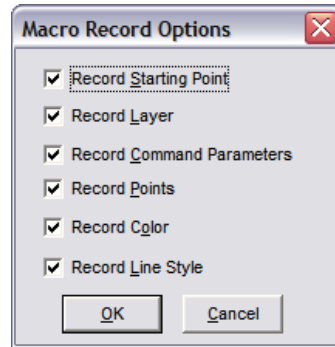 Macro Record Options
Record Starting Point
Record Layer
Record Command Parameters
Record Points
Record Color
Record Line Style
OK Cancel